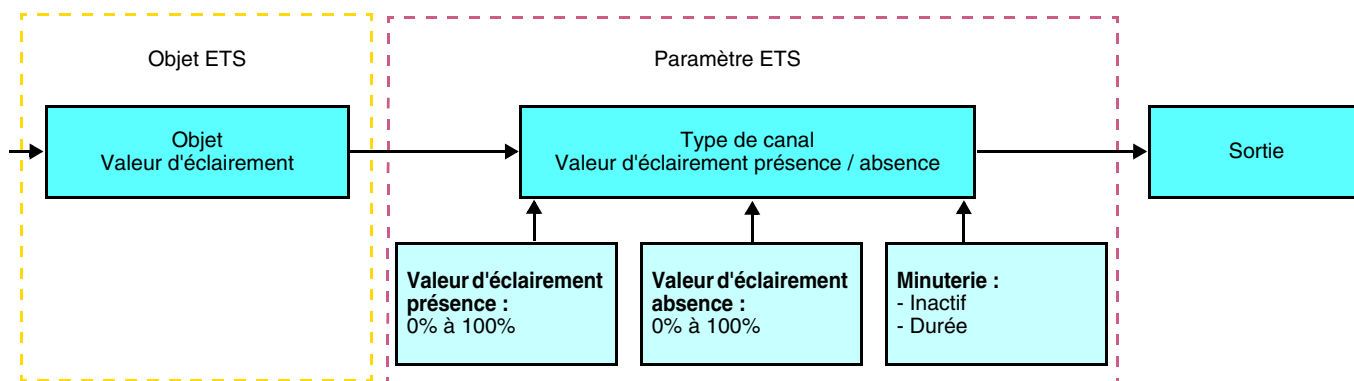 Objet ETS
Paramètre ETS
Objet
Valeur d'éclairement
Type de canal
Valeur d'éclairement présence / absence
Sortie
Valeur d'éclairement
présence :
0% à 100%
Valeur d'éclairement
absence :
0% à 100%
Minuterie :
- Inactif
- Durée